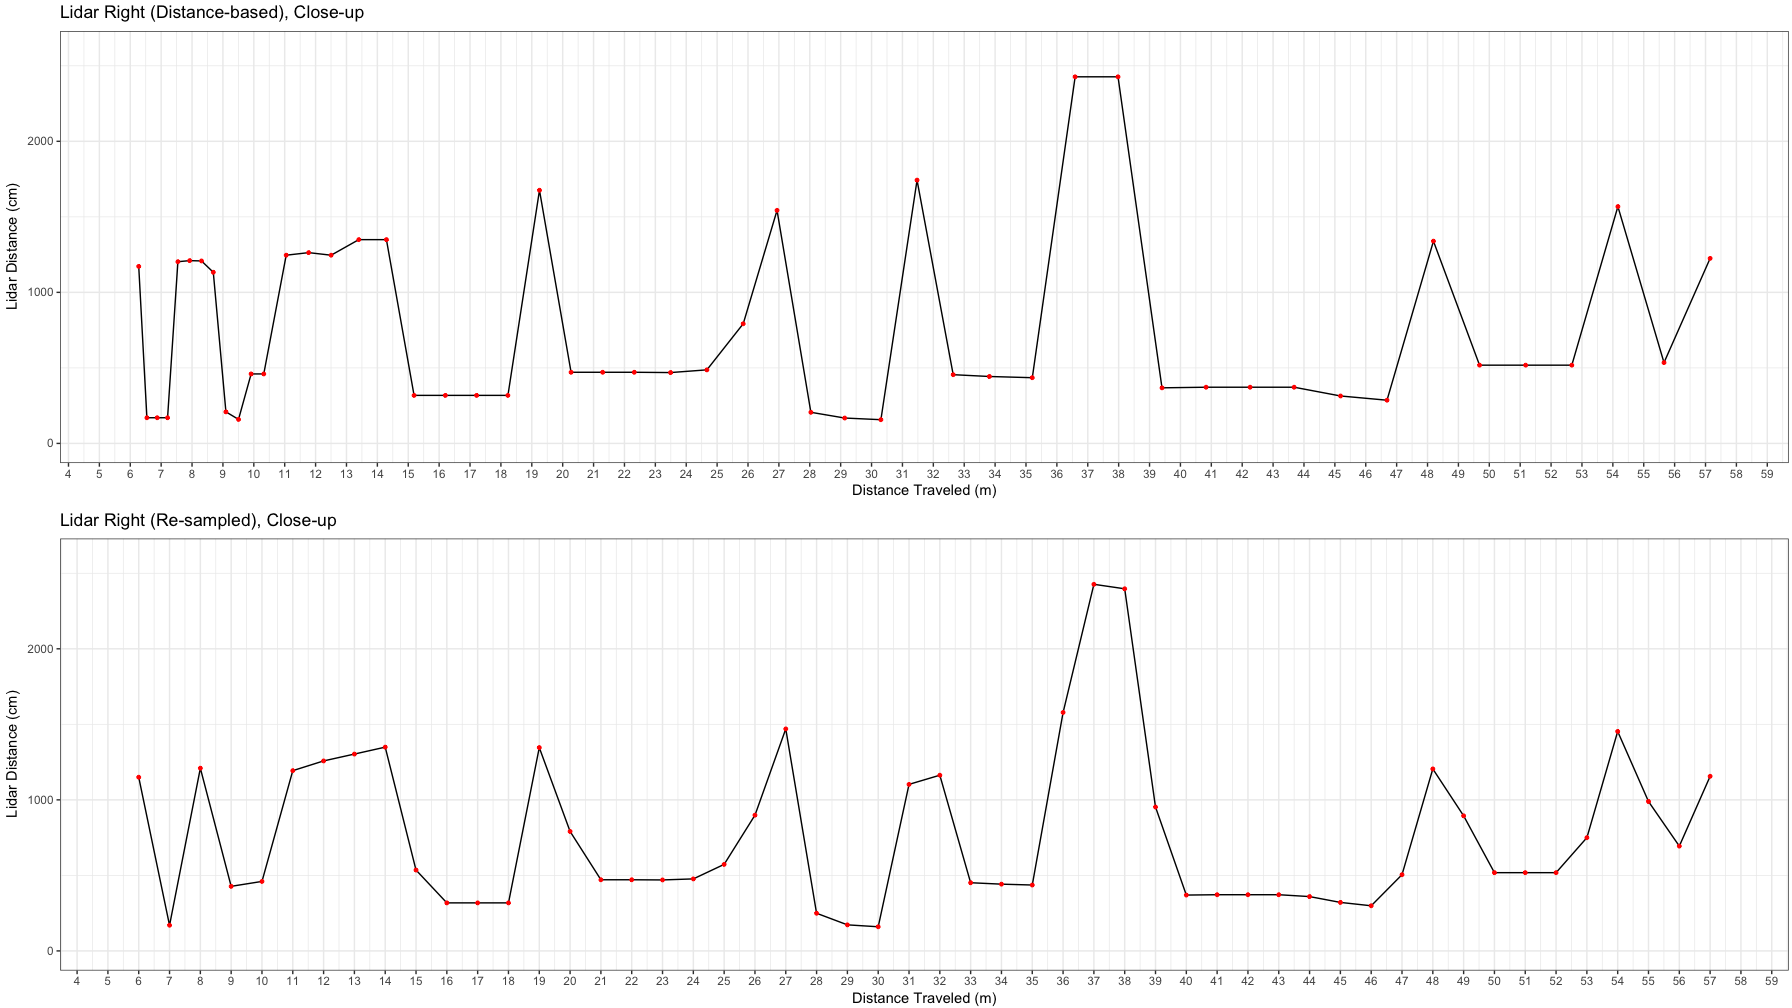 Lidar Right (Distance-based), Close-up
Lidar Distance (cm)
2000
1000
0
4 5 6 7 8 9 10 11 12 13 14 15 16 17 18 19 20 21 22 23 24 25 26 27 28 29 30 31 32 33 34 35 36 37 38 39 40 41 42 43 44 45 46 47 48 49 50 51 52 53 54 55 56 57 58 59
Distance Traveled (m)
Lidar Right (Re-sampled), Close-up
Lidar Distance (cm)
2000
1000
0
4 5 6 7 8 9 10 11 12 13 14 15 16 17 18 19 20 21 22 23 24 25 26 27 28 29 30 31 32 33 34 35 36 37 38 39 40 41 42 43 44 45 46 47 48 49 50 51 52 53 54 55 56 57 58 59
Distance Traveled (m)